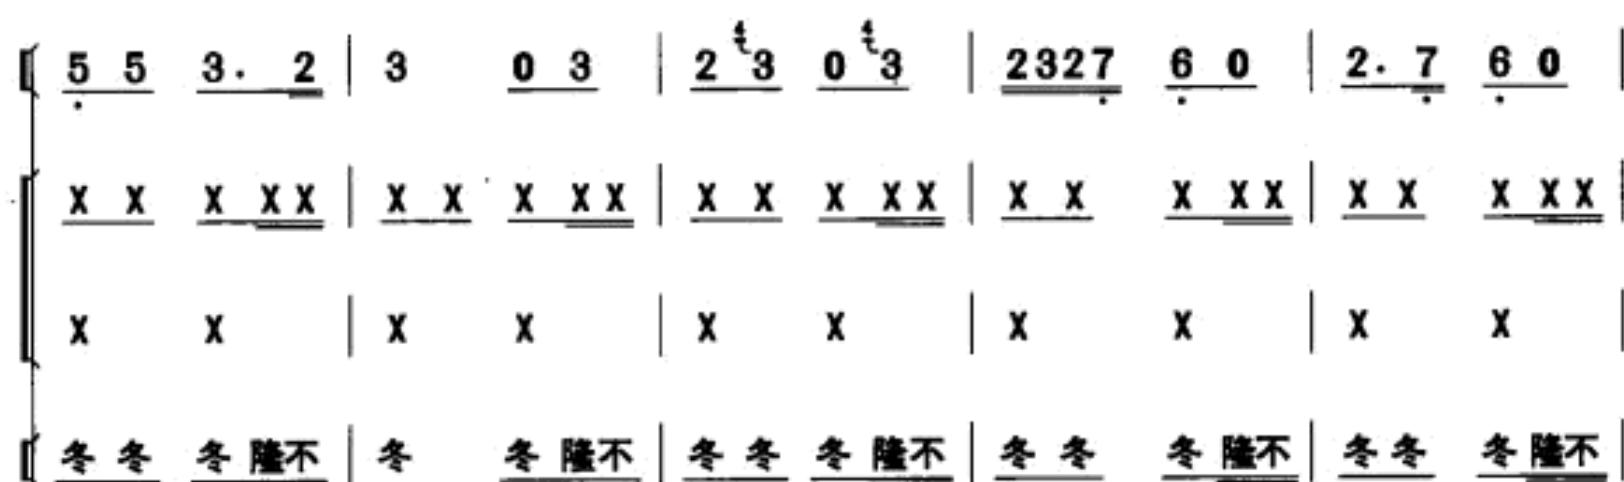 5 5 3. 2 | 3 0 3 | 2 4 3 0 4 3 | 2327 6 0 | 2. 7 6 0 |
X X X XX | X X X XX | X X X XX | X X X XX | X X X XX |
X X | X X | X X | X X | X X |
冬 冬 冬 隆不 | 冬 冬 隆不 | 冬 冬 冬 隆不 | 冬 冬 冬 隆不 | 冬 冬 冬 隆不 |